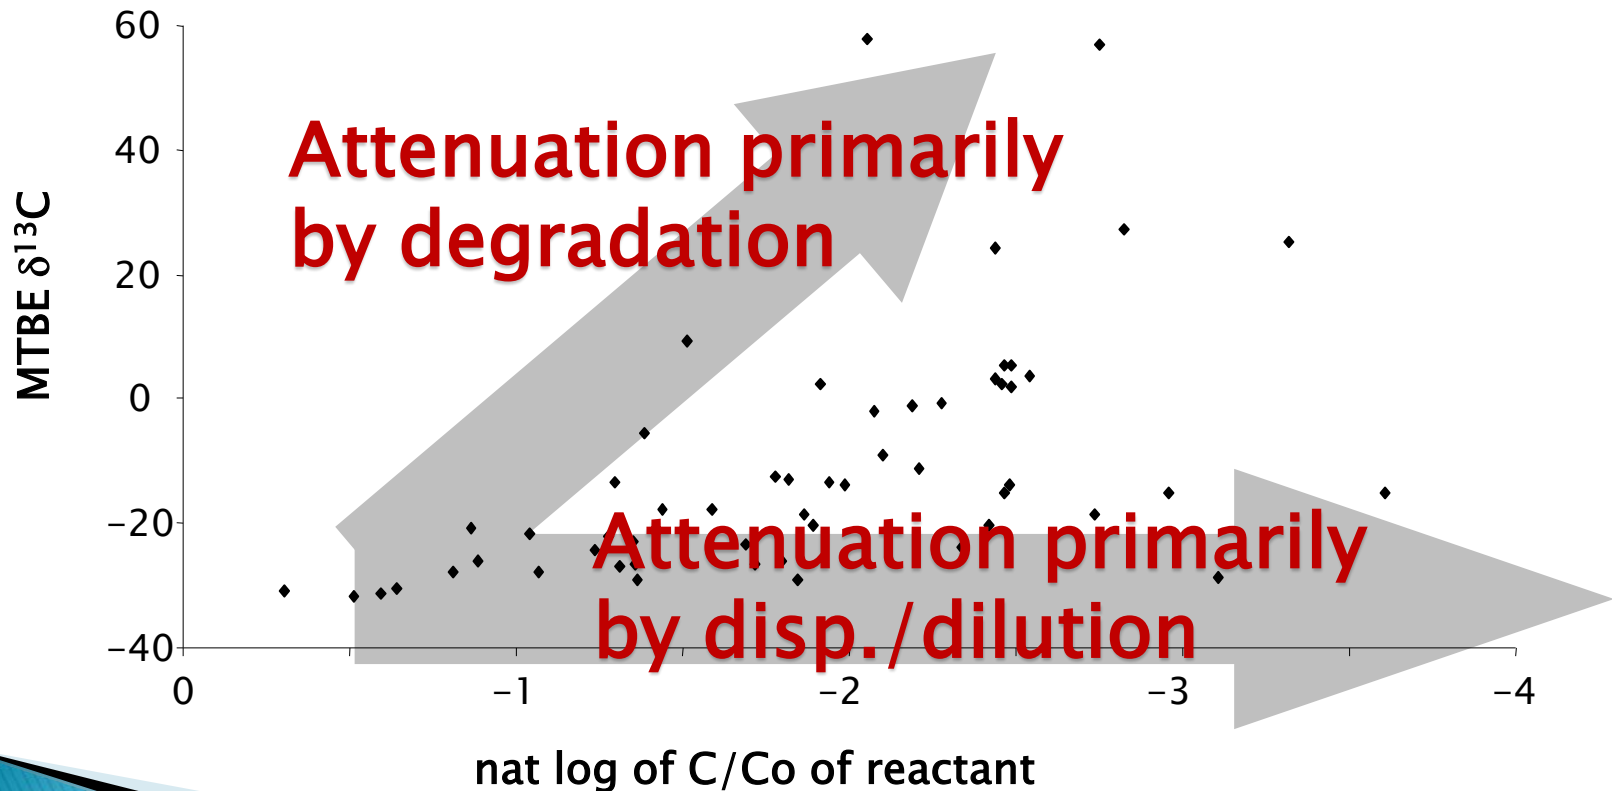 60
40
20
0
−20
−40
MTBE δ¹³C
Attenuation primarily
by degradation
Attenuation primarily
by disp./dilution
0
−1
−2
−3
−4
nat log of C/Co of reactant